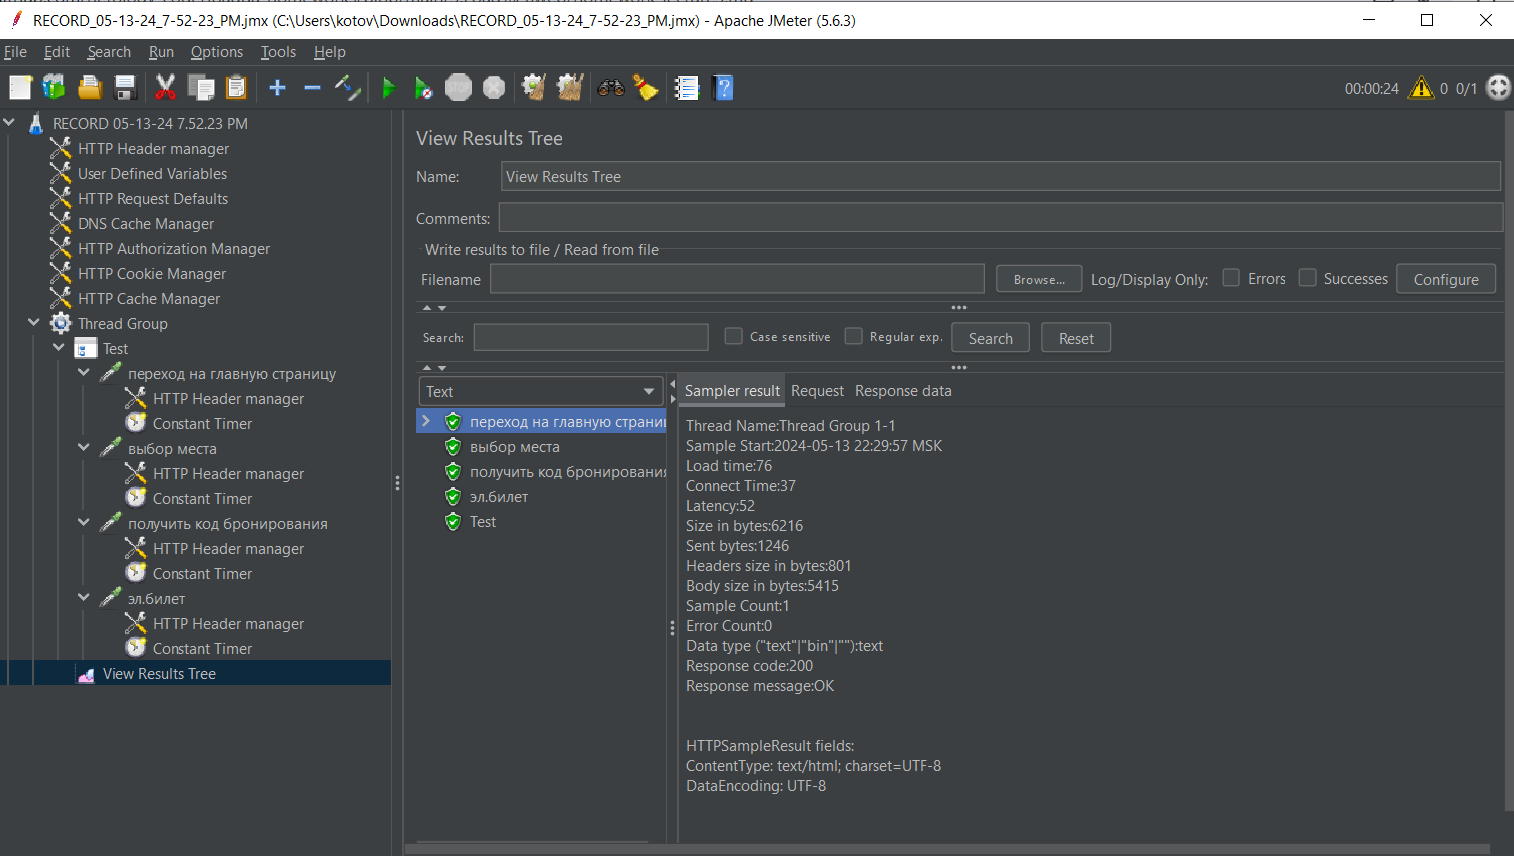 RECORD_05-13-24_7-52-23_PM.jmx (C:\Users\kotov\Downloads\RECORD_05-13-24_7-52-23_PM.jmx) - Apache JMeter (5.6.3)
File Edit Search Run Options Tools Help
STOP
00:00:24 0 0/1
RECORD 05-13-24 7.52.23 PM
HTTP Header manager
User Defined Variables
HTTP Request Defaults
DNS Cache Manager
HTTP Authorization Manager
HTTP Cookie Manager
HTTP Cache Manager
Thread Group
Test
переход на главную страницу
HTTP Header manager
Constant Timer
выбор места
HTTP Header manager
Constant Timer
получить код бронирования
HTTP Header manager
Constant Timer
эл.билет
HTTP Header manager
Constant Timer
View Results Tree
View Results Tree
Name: View Results Tree
Comments:
Write results to file / Read from file
Filename Browse... Log/Display Only: Errors Successes Configure
Search: Case sensitive Regular exp. Search Reset
Text
переход на главную страниц
выбор места
получить код бронирования
эл.билет
Test
Sampler result Request Response data
Thread Name:Thread Group 1-1
Sample Start:2024-05-13 22:29:57 MSK
Load time:76
Connect Time:37
Latency:52
Size in bytes:6216
Sent bytes:1246
Headers size in bytes:801
Body size in bytes:5415
Sample Count:1
Error Count:0
Data type ("text"|"bin"|""):text
Response code:200
Response message:OK
HTTPSampleResult fields:
ContentType: text/html; charset=UTF-8
DataEncoding: UTF-8